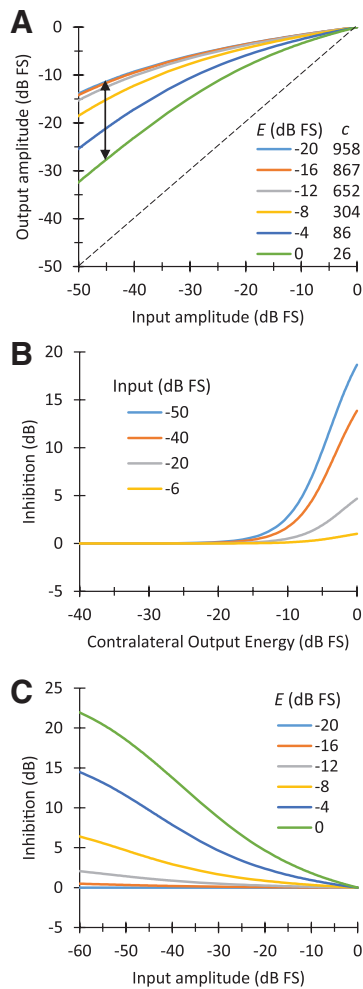 A
Output amplitude (dB FS)
0
-10
-20
-30
-40
-50
E (dB FS) c
-20 958
-16 867
-12 652
-8 304
-4 86
0 26
-50 -40 -30 -20 -10 0
Input amplitude (dB FS)
B
Inhibition (dB)
20
15
10
5
0
-5
Input (dB FS)
-50
-40
-20
-6
-40 -30 -20 -10 0
Contralateral Output Energy (dB FS)
C
Inhibition (dB)
25
20
15
10
5
0
-5
E (dB FS)
-20
-16
-12
-8
-4
0
-60 -50 -40 -30 -20 -10 0
Input amplitude (dB FS)